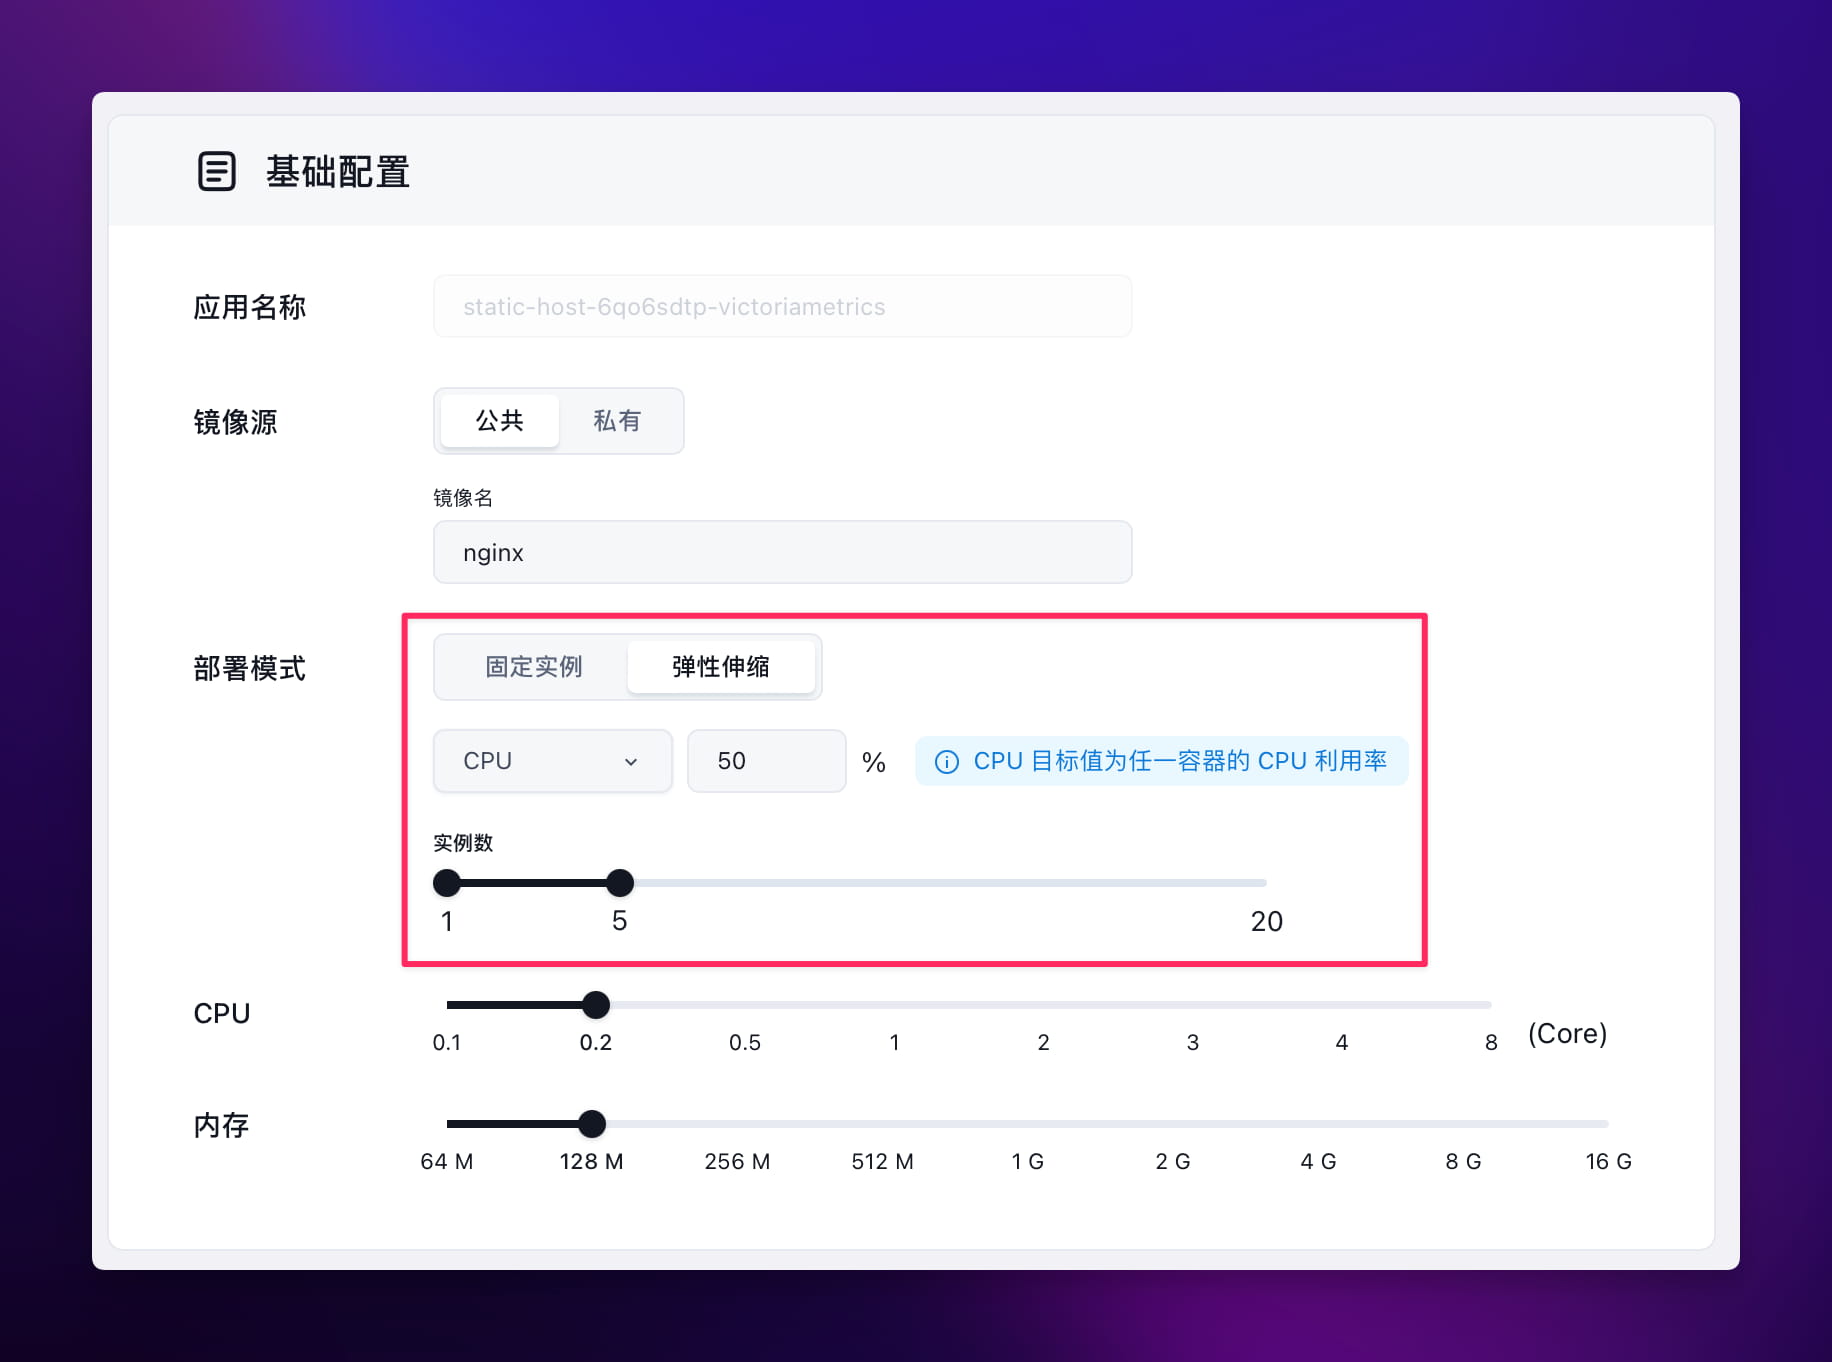 基础配置
应用名称
static-host-6qo6sdtp-victoriametrics
镜像源
公共 私有
镜像名
nginx
部署模式
固定实例 弹性伸缩
CPU 50 % CPU 目标值为任一容器的 CPU 利用率
实例数
1 5 20
CPU
0.1 0.2 0.5 1 2 3 4 8 (Core)
内存
64 M 128 M 256 M 512 M 1 G 2 G 4 G 8 G 16 G